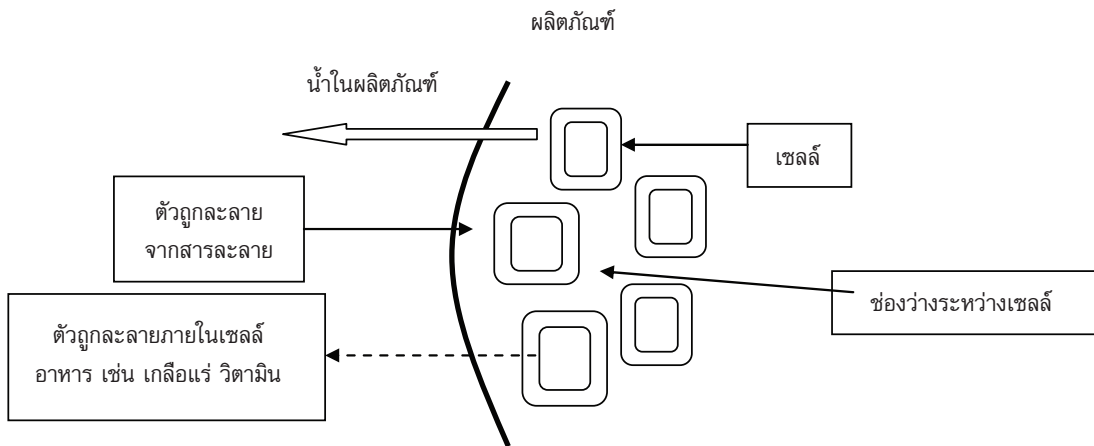 ผลิตภัณฑ์
น้ำในผลิตภัณฑ์
เซลล์
ตัวถูกละลาย
จากสารละลาย
ช่องว่างระหว่างเซลล์
ตัวถูกละลายภายในเซลล์
อาหาร เช่น เกลือแร่ วิตามิน